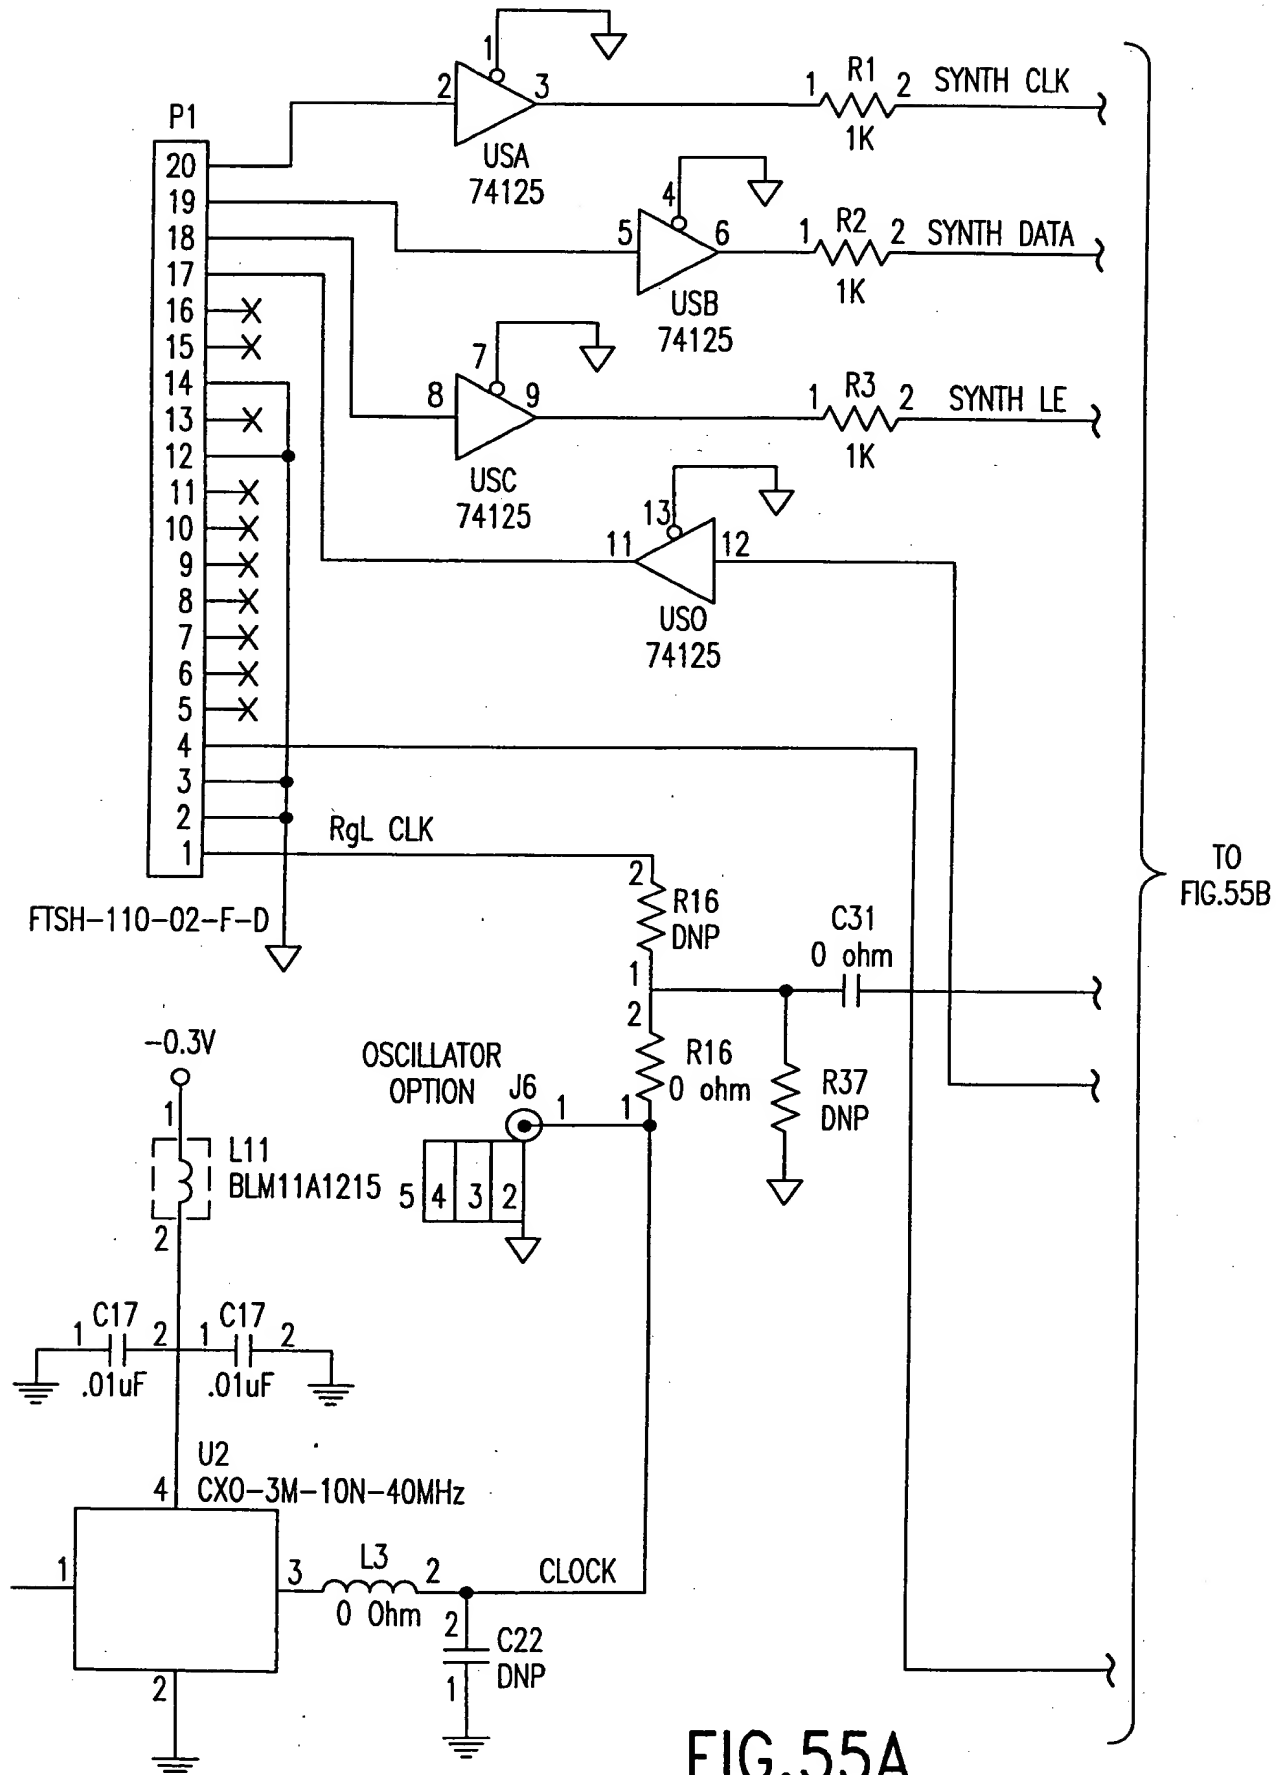 1
2 3 1 R1 2 SYNTH CLK
P1
1K
USA
74125
20
19
18
17
16
15
14
13
12
11
10
9
8
7
6
5
4
3
2
1
FTSH-110-02-F-D
4
5 6 1 R2 2 SYNTH DATA
1K
USB
74125
7
8 9 1 R3 2 SYNTH LE
1K
USC
74125
13
11 12
USO
74125
RgL CLK
2
R16
DNP
1
C31
0 ohm
TO
FIG.55B
2
R16
0 ohm
1
R37
DNP
OSCILLATOR
OPTION
J6
1
5 4 3 2
-0.3V
1
L11
BLM11A1215
2
C17 C17
1 2 1 2
.01uF .01uF
U2
4 CXO-3M-10N-40MHz
1 3 L3 2 CLOCK
0 Ohm
2
C22
DNP
1
2
FIG.55A